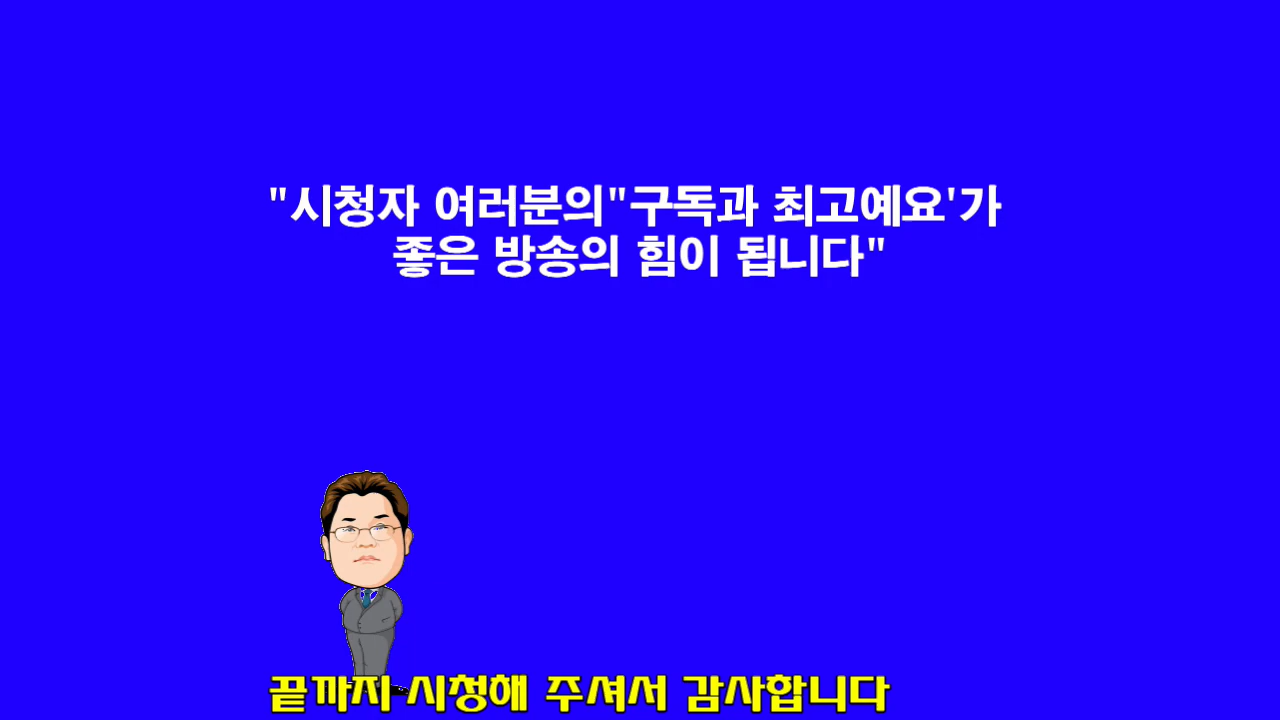 "시청자 여러분의"구독과 최고예요'가
좋은 방송의 힘이 됩니다"
끝까지 시청해 주셔서 감사합니다